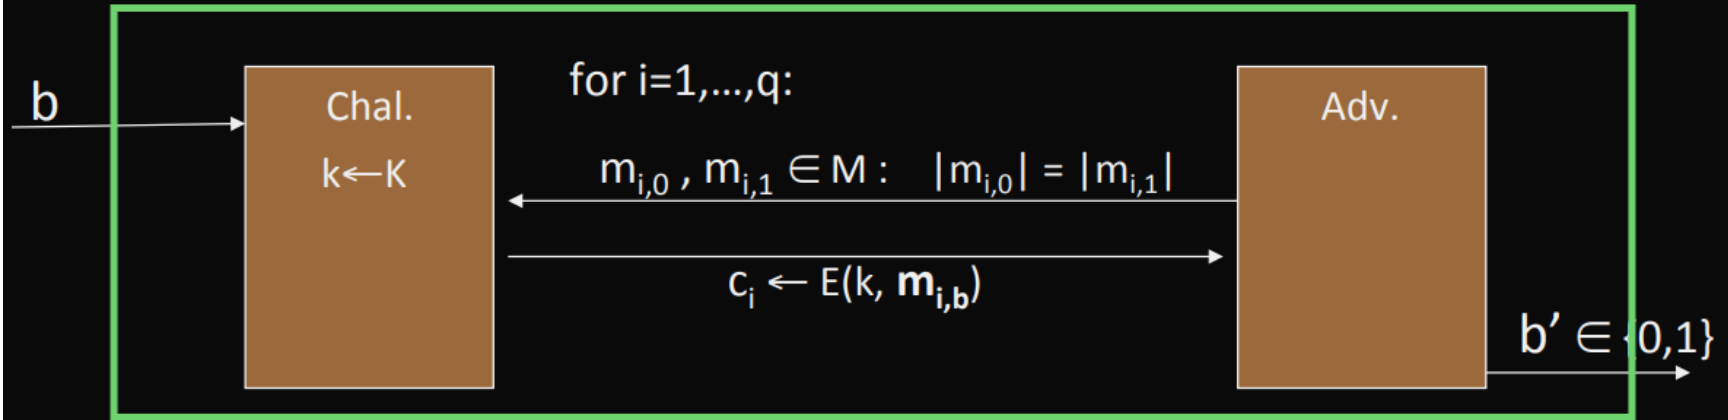 b
Chal.
k←K
for i=1,…,q:
m_{i,0} , m_{i,1} ∈ M : |m_{i,0}| = |m_{i,1}|
c_i ← E(k, m_{i,b})
Adv.
b’ ∈ {0,1}